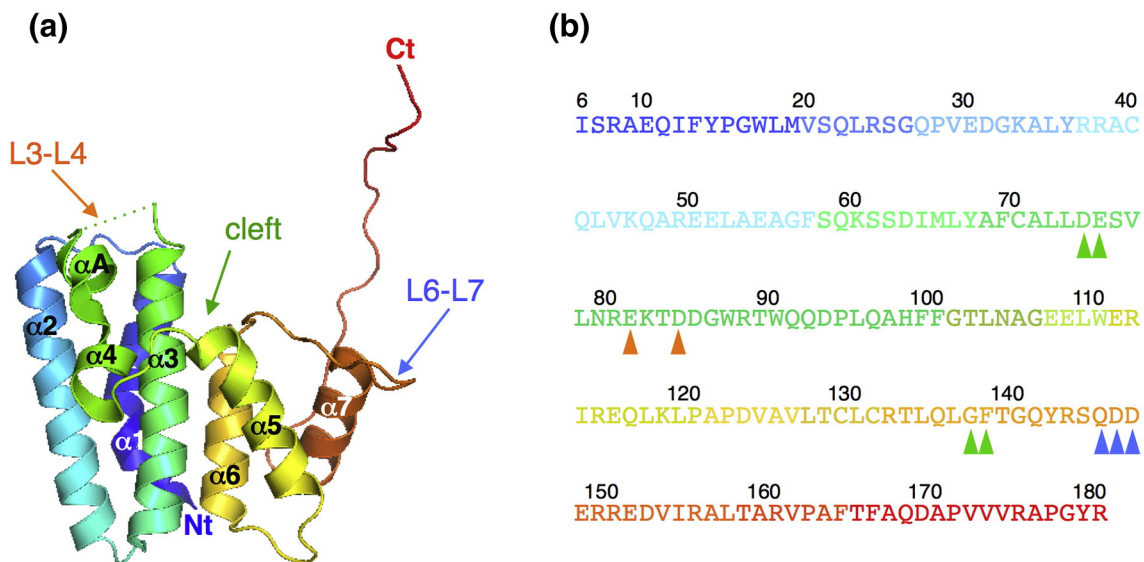 (a)
Ct
L3-L4
cleft
αA
L6-L7
α2
α4
α3
α7
α5
α1
α6
Nt
(b)
6 10 20 30 40
ISRAEQIFYPGWLMVSQLRSGQPVEDGKALYRRAC
50 60 70
QLVKQAREELAEAGFSQKSSDIMLYAFCALLDESV
80 90 100 110
LNREKTDDGWRTWQQDPLQAHFFGTLNAGEELWER
120 130 140
IREQLKLPAPDVAVLTCLCRTLQLGFTGQYRSQDD
150 160 170 180
ERREDVIRALTARVPAFTFAQDAPVVVRAPGYR